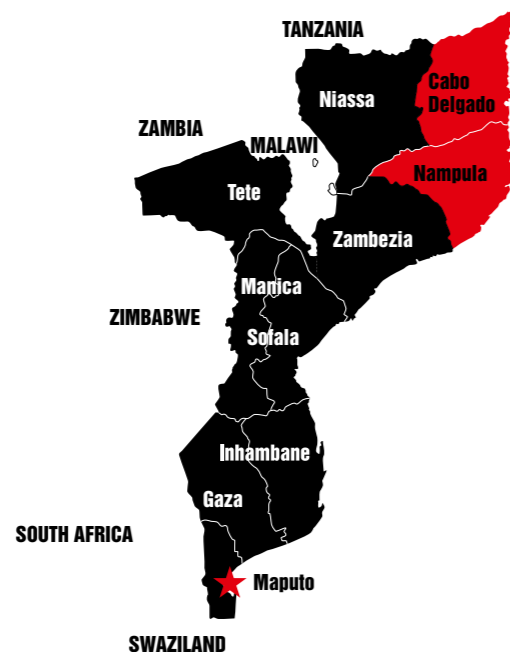 TANZANIA
Cabo
Delgado
Niassa
ZAMBIA
MALAWI
Nampula
Tete
Zambezia
Manica
ZIMBABWE
Sofala
Inhambane
Gaza
SOUTH AFRICA
Maputo
SWAZILAND